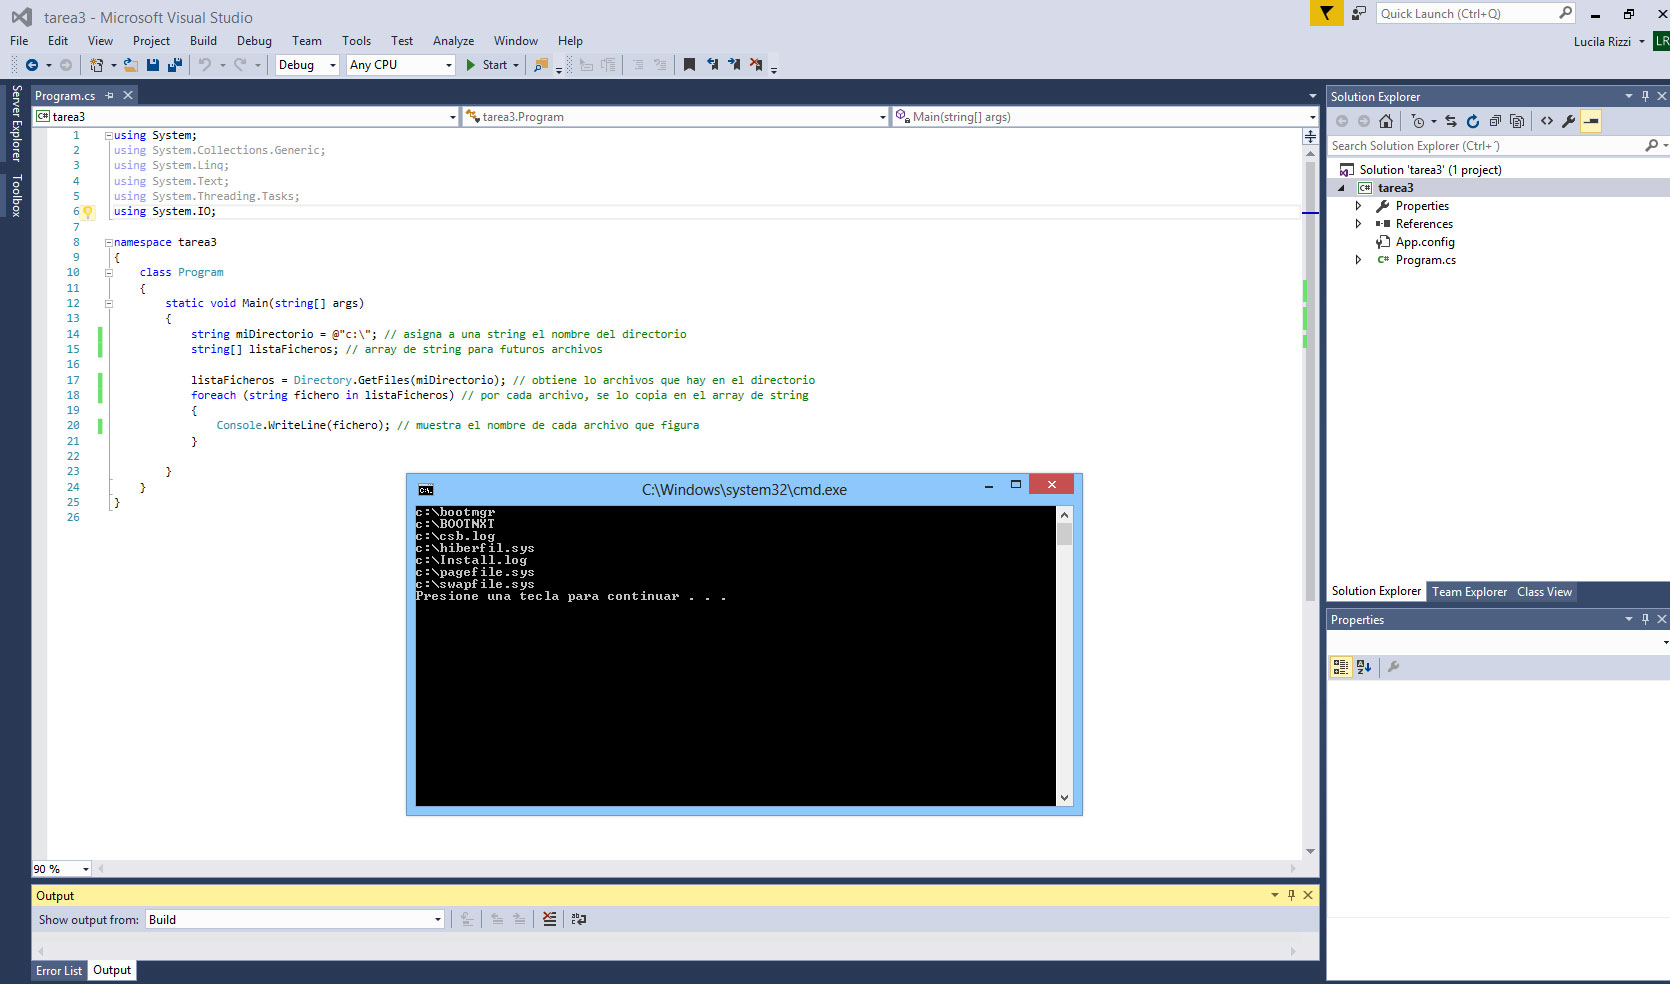 tarea3 - Microsoft Visual Studio
Quick Launch (Ctrl+Q)
File Edit View Project Build Debug Team Tools Test Analyze Window Help
Lucila Rizzi LR
Debug Any CPU Start
Server Explorer
Toolbox
Program.cs
tarea3 tarea3.Program Main(string[] args)
1 using System;
2 using System.Collections.Generic;
3 using System.Linq;
4 using System.Text;
5 using System.Threading.Tasks;
6 using System.IO;
7
8 namespace tarea3
9 {
10 class Program
11 {
12 static void Main(string[] args)
13 {
14 string miDirectorio = @"c:\"; // asigna a una string el nombre del directorio
15 string[] listaFicheros; // array de string para futuros archivos
16
17 listaFicheros = Directory.GetFiles(miDirectorio); // obtiene lo archivos que hay en el directorio
18 foreach (string fichero in listaFicheros) // por cada archivo, se lo copia en el array de string
19 {
20 Console.WriteLine(fichero); // muestra el nombre de cada archivo que figura
21 }
22
23 }
24 }
25 }
26
C:\Windows\system32\cmd.exe
c:\bootmgr
c:\BOOTNXT
c:\csb.log
c:\hiberfil.sys
c:\Install.log
c:\pagefile.sys
c:\swapfile.sys
Presione una tecla para continuar . . .
90 %
Output
Show output from: Build
Error List Output
Solution Explorer
Search Solution Explorer (Ctrl+´)
Solution 'tarea3' (1 project)
tarea3
Properties
References
App.config
Program.cs
Solution Explorer Team Explorer Class View
Properties